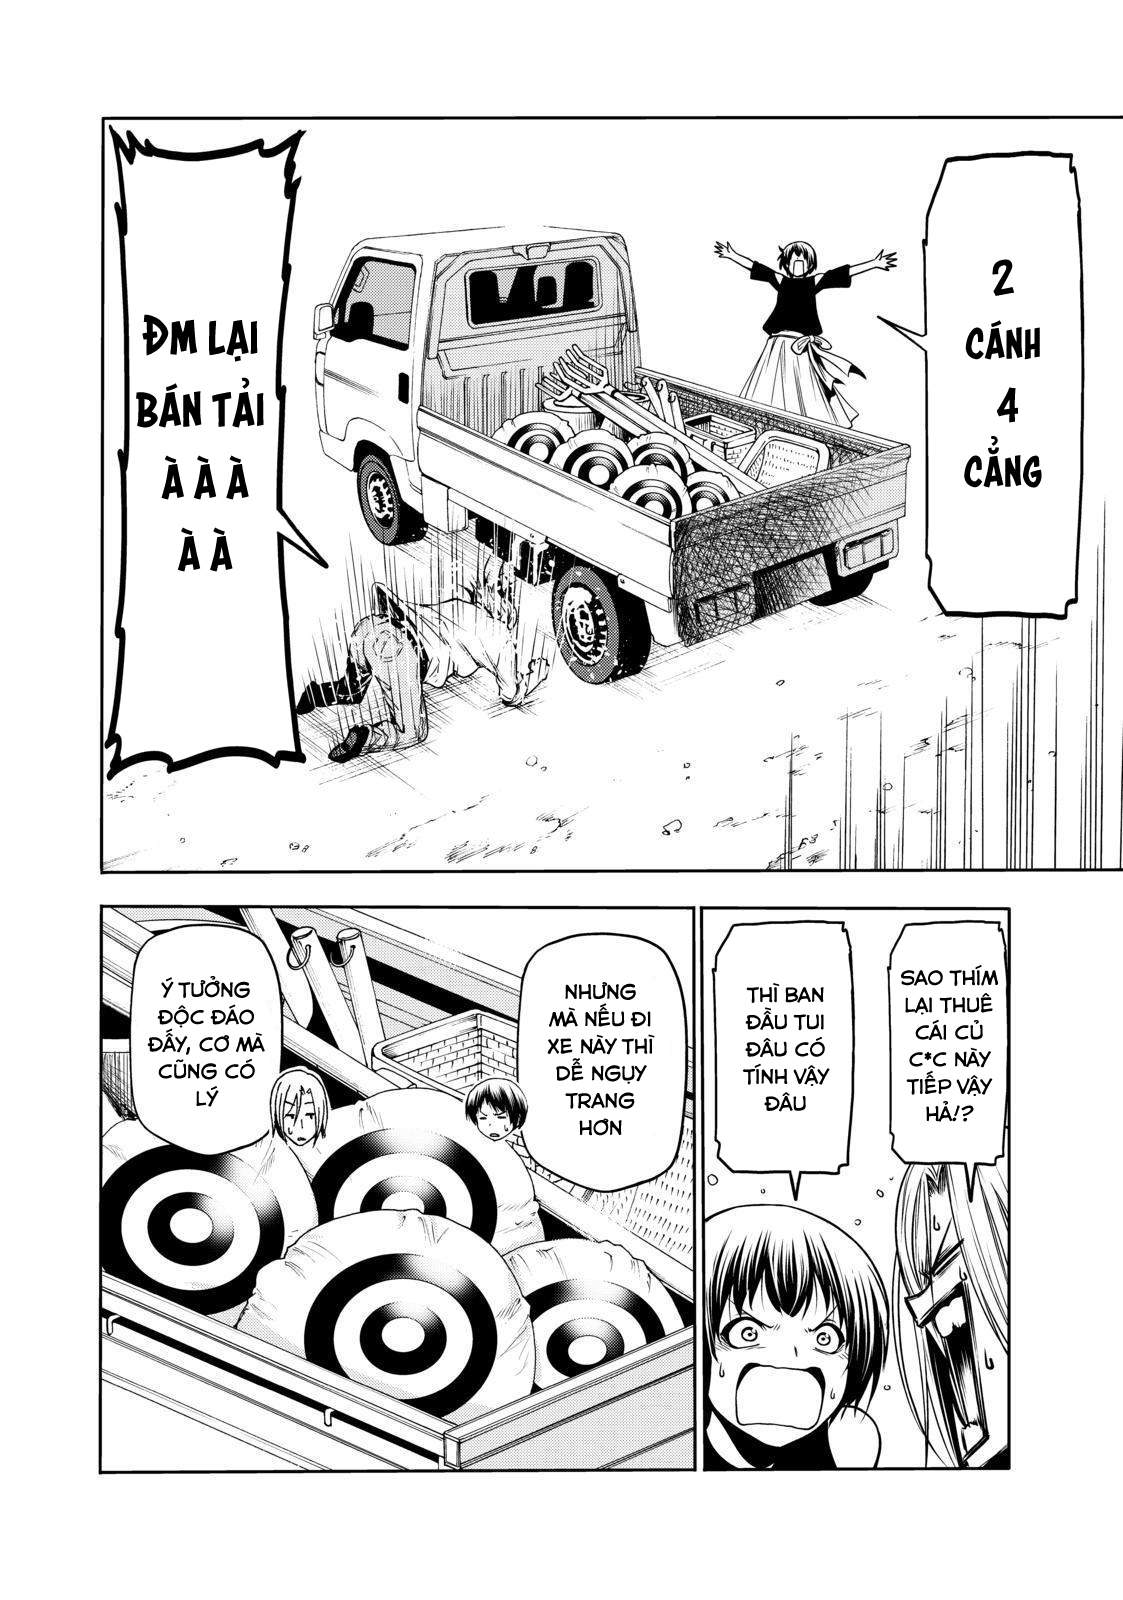 2
CÁNH
4
CẲNG
ĐM LẠI
BÁN TẢI
À À À
À À
SAO THÍM
LẠI THUÊ
CÁI CỦ
C*C NÀY
TIẾP VẬY
HẢ!?
THÌ BAN
ĐẦU TUI
ĐÂU CÓ
TÍNH VẬY
ĐÂU
NHƯNG
MÀ NẾU ĐI
XE NÀY THÌ
DỄ NGỤY
TRANG
HƠN
Ý TƯỞNG
ĐỘC ĐÁO
ĐẤY, CƠ MÀ
CŨNG CÓ
LÝ